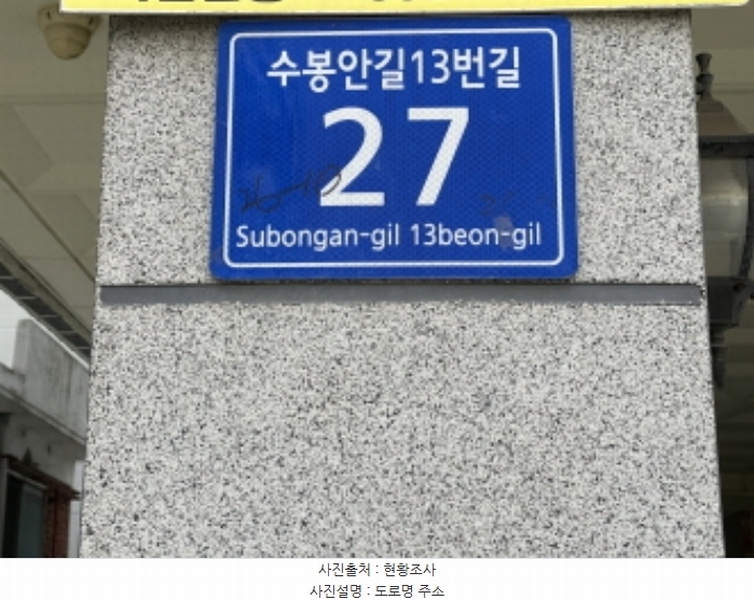 수봉안길13번길
27
Subongan-gil 13beon-gil
사진출처 : 현황조사
사진설명 : 도로명 주소